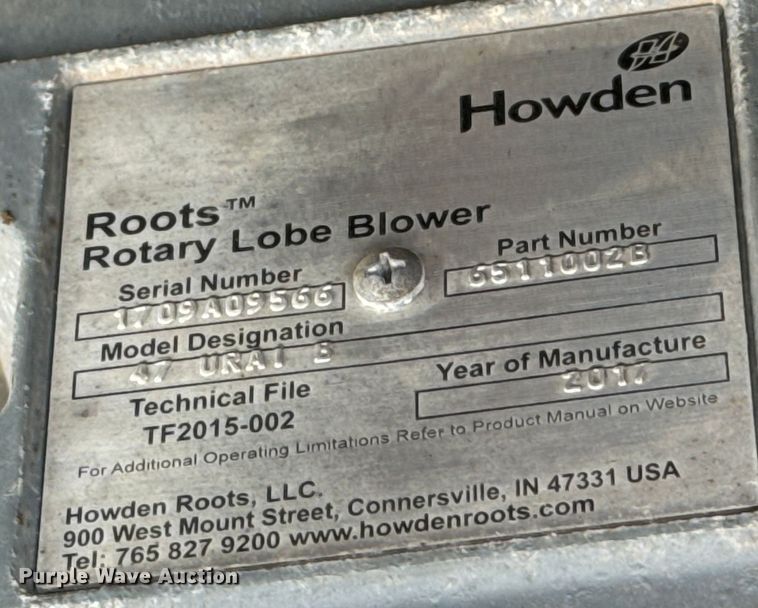 Howden
Roots™
Rotary Lobe Blower
Serial Number
1709A09566
Part Number
6511002B
Model Designation
47 URAI B
Technical File
TF2015-002
Year of Manufacture
2017
For Additional Operating Limitations Refer to Product Manual on Website
Howden Roots, LLC.
900 West Mount Street, Connersville, IN 47331 USA
Tel: 765 827 9200 www.howdenroots.com
Purple Wave Auction